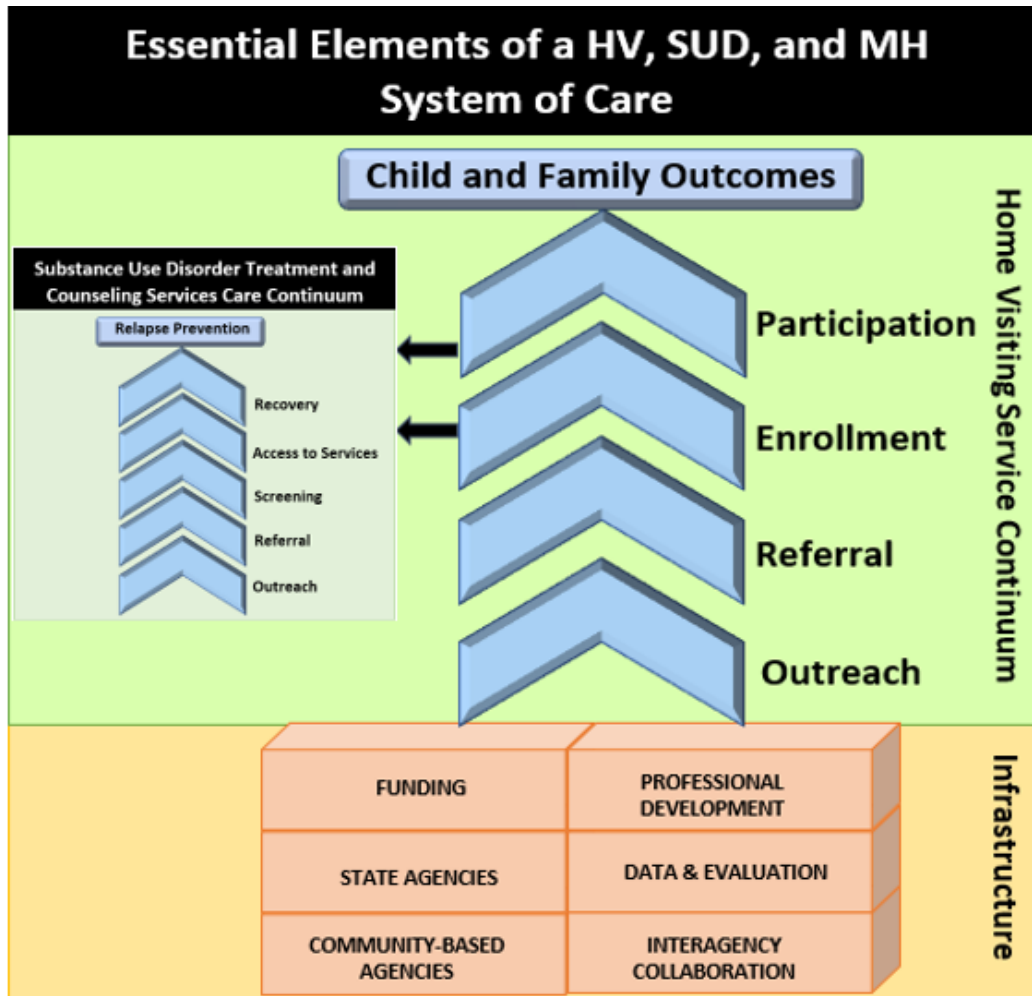 Essential Elements of a HV, SUD, and MH
System of Care
Child and Family Outcomes
Home Visiting Service Continuum
Substance Use Disorder Treatment and
Counseling Services Care Continuum
Relapse Prevention
Recovery
Access to Services
Screening
Referral
Outreach
Participation
Enrollment
Referral
Outreach
Infrastructure
FUNDING
PROFESSIONAL
DEVELOPMENT
STATE AGENCIES
DATA & EVALUATION
COMMUNITY-BASED
AGENCIES
INTERAGENCY
COLLABORATION